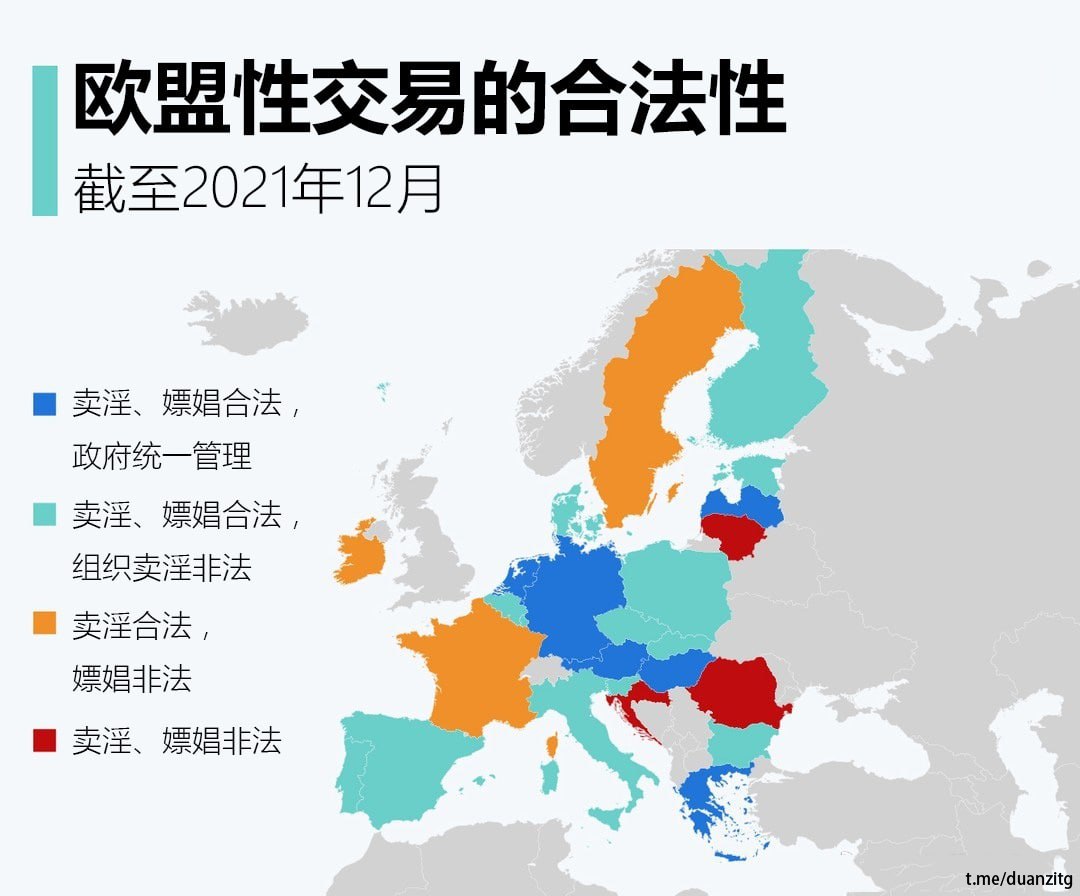 欧盟性交易的合法性
截至2021年12月
卖淫、嫖娼合法，
政府统一管理
卖淫、嫖娼合法，
组织卖淫非法
卖淫合法，
嫖娼非法
卖淫、嫖娼非法
t.me/duanzitg